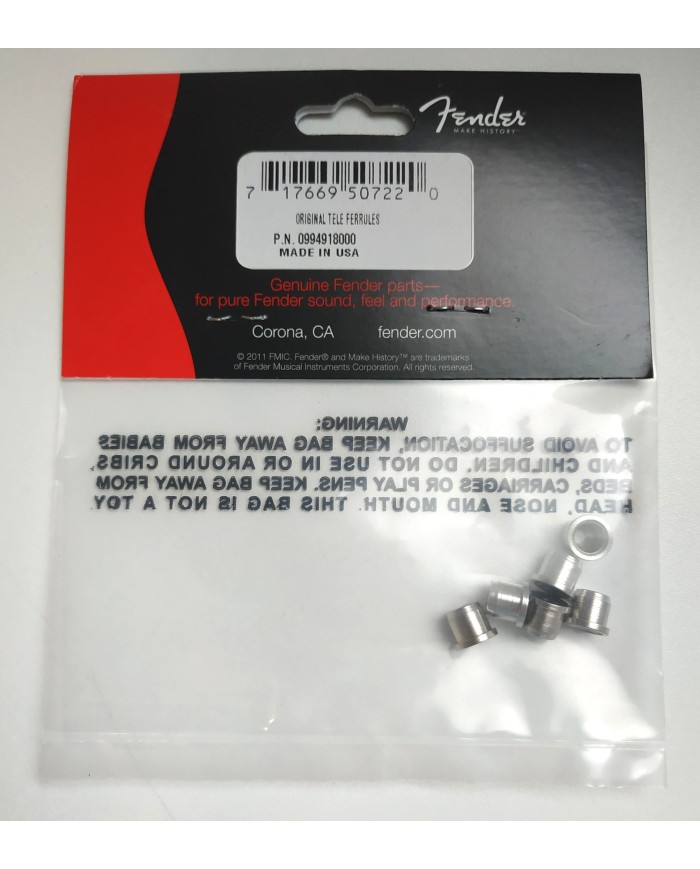 Fender
MAKE HISTORY™
7 17669 50722 0
ORIGINAL TELE FERRULES
P.N. 0994918000
MADE IN USA
Genuine Fender parts—
for pure Fender sound, feel and performance.
Corona, CA fender.com
© 2011 FMIC. Fender® and Make History™ are trademarks
of Fender Musical Instruments Corporation. All rights reserved.
WARNING:
TO AVOID SUFFOCATION, KEEP BAG AWAY FROM BABIES
AND CHILDREN. DO NOT USE IN OR AROUND CRIBS,
BEDS, CARRIAGES OR PLAY PENS. KEEP BAG AWAY FROM
HEAD, NOSE AND MOUTH. THIS BAG IS NOT A TOY.